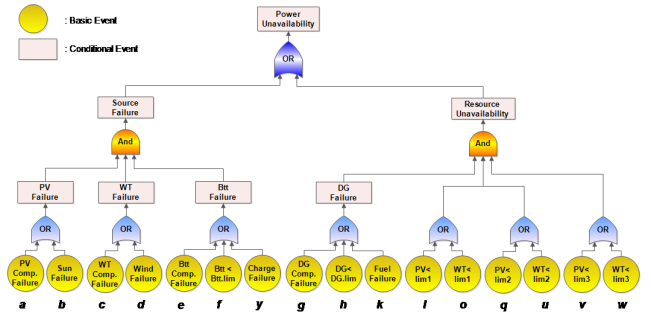 : Basic Event
: Conditional Event
Power
Unavailability
OR
Source
Failure
Resource
Unavailability
And
And
PV
Failure
WT
Failure
Btt
Failure
DG
Failure
OR
OR
OR
OR
OR
OR
OR
PV
Comp.
Failure
Sun
Failure
WT
Comp.
Failure
Wind
Failure
Btt
Comp.
Failure
Btt <
Btt.lim
Charge
Failure
DG
Comp.
Failure
DG<
DG.lim
Fuel
Failure
PV<
lim1
WT<
lim1
PV<
lim2
WT<
lim2
PV<
lim3
WT<
lim3
a b c d e f y g h k l o q u v w